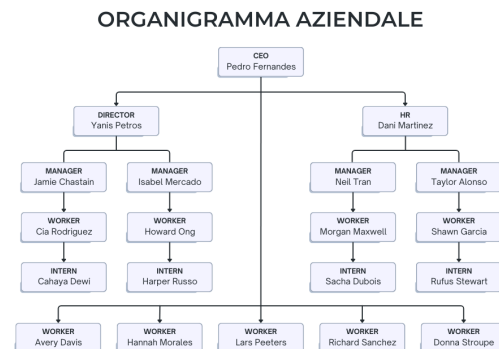 ORGANIGRAMMA AZIENDALE
CEO
Pedro Fernandes
DIRECTOR
Yanis Petros
HR
Dani Martinez
MANAGER
Jamie Chastain
MANAGER
Isabel Mercado
MANAGER
Neil Tran
MANAGER
Taylor Alonso
WORKER
Cia Rodriguez
WORKER
Howard Ong
WORKER
Morgan Maxwell
WORKER
Shawn Garcia
INTERN
Cahaya Dewi
INTERN
Harper Russo
INTERN
Sacha Dubois
INTERN
Rufus Stewart
WORKER
Avery Davis
WORKER
Hannah Morales
WORKER
Lars Peeters
WORKER
Richard Sanchez
WORKER
Donna Stroupe